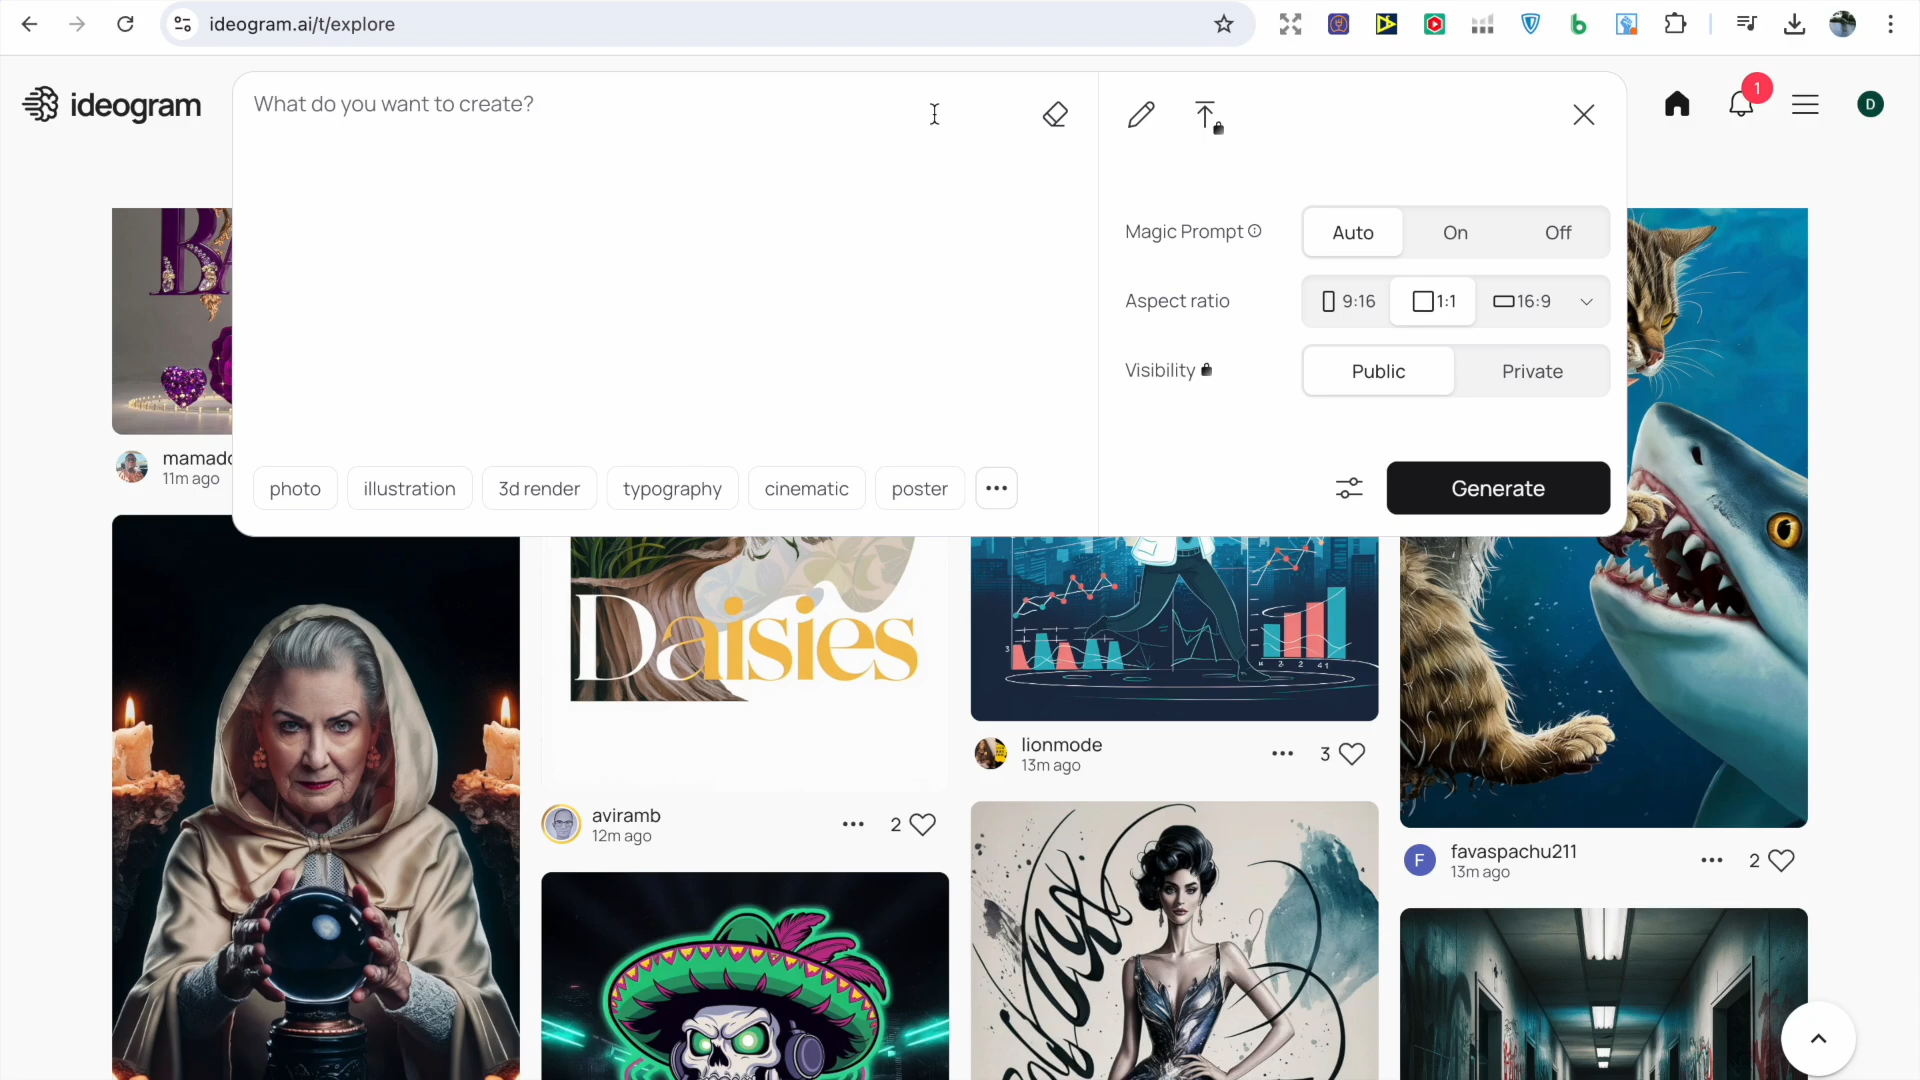 ideogram.ai/t/explore
ideogram
What do you want to create?
1
D
Magic Prompt
Auto
On
Off
Aspect ratio
9:16
1:1
16:9
Visibility
Public
Private
photo
illustration
3d render
typography
cinematic
poster
Generate
11m ago
Daisies
aviramb
12m ago
2
lionmode
13m ago
3
F
favaspachu211
13m ago
2